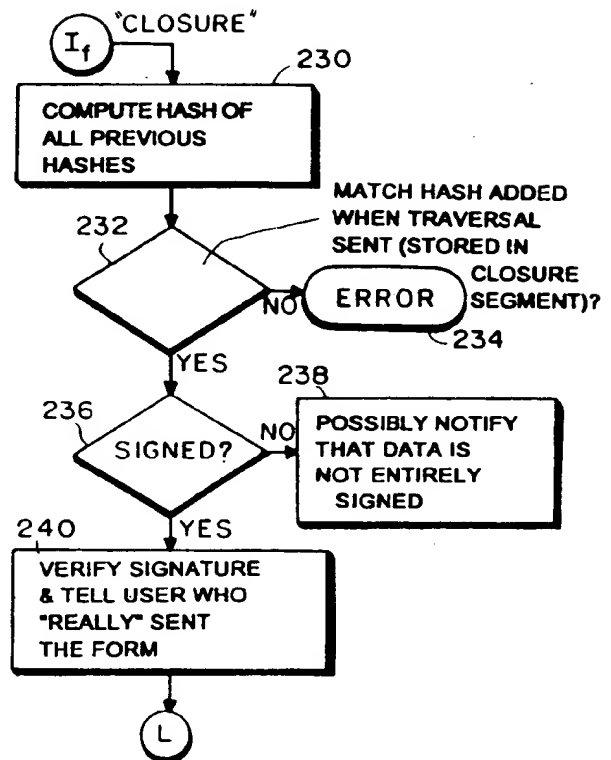 "CLOSURE"
If
230
COMPUTE HASH OF
ALL PREVIOUS
HASHES
MATCH HASH ADDED
WHEN TRAVERSAL
SENT (STORED IN
CLOSURE
SEGMENT)?
232
NO
ERROR
234
YES
236
SIGNED?
NO
238
POSSIBLY NOTIFY
THAT DATA IS
NOT ENTIRELY
SIGNED
YES
240
VERIFY SIGNATURE
& TELL USER WHO
"REALLY" SENT
THE FORM
L